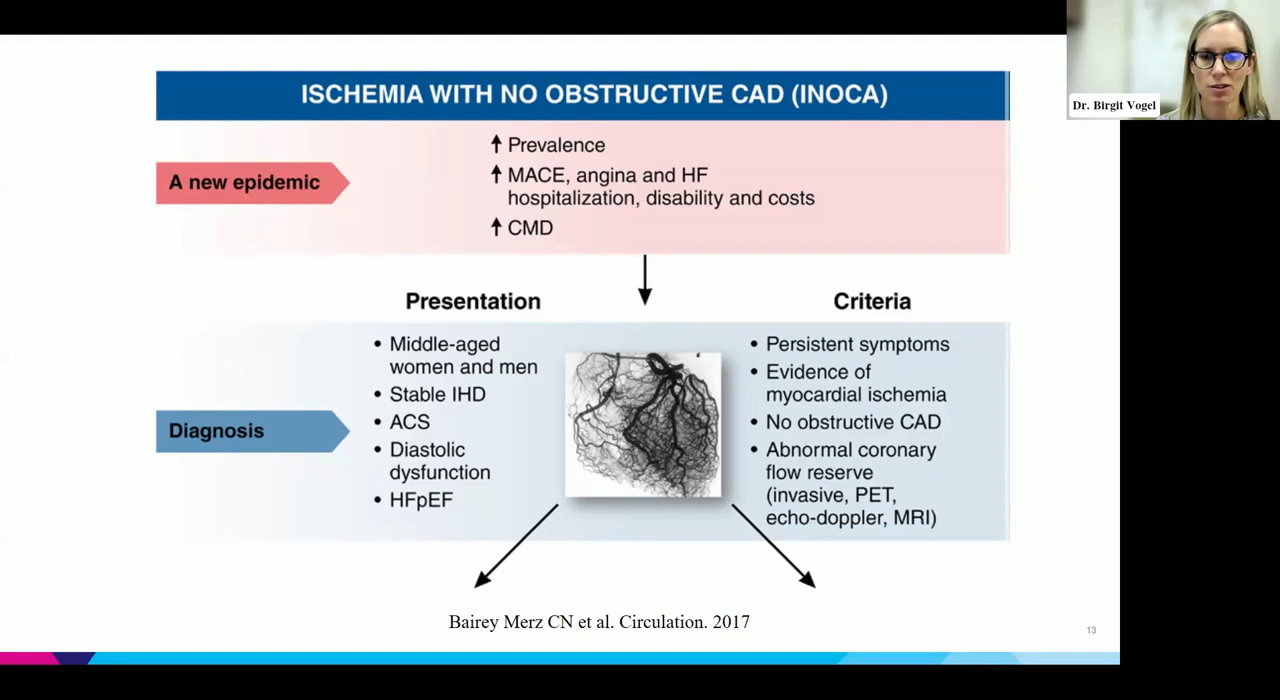 Dr. Birgit Vogel
ISCHEMIA WITH NO OBSTRUCTIVE CAD (INOCA)
A new epidemic
↑ Prevalence
↑ MACE, angina and HF
hospitalization, disability and costs
↑ CMD
Presentation
Criteria
Diagnosis
• Middle-aged
women and men
• Stable IHD
• ACS
• Diastolic
dysfunction
• HFpEF
• Persistent symptoms
• Evidence of
myocardial ischemia
• No obstructive CAD
• Abnormal coronary
flow reserve
(invasive, PET,
echo-doppler, MRI)
Bairey Merz CN et al. Circulation. 2017
13